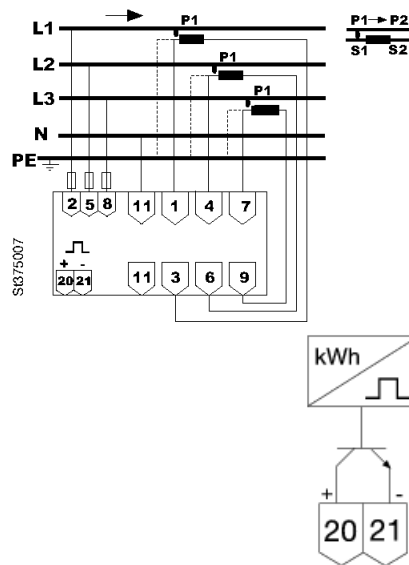 P1
L1
P1 P2
S1 S2
P1
L2
P1
L3
N
PE
2 5 8 11 1 4 7
+ -
20 21 11 3 6 9
St375007
kWh
+ -
20 21